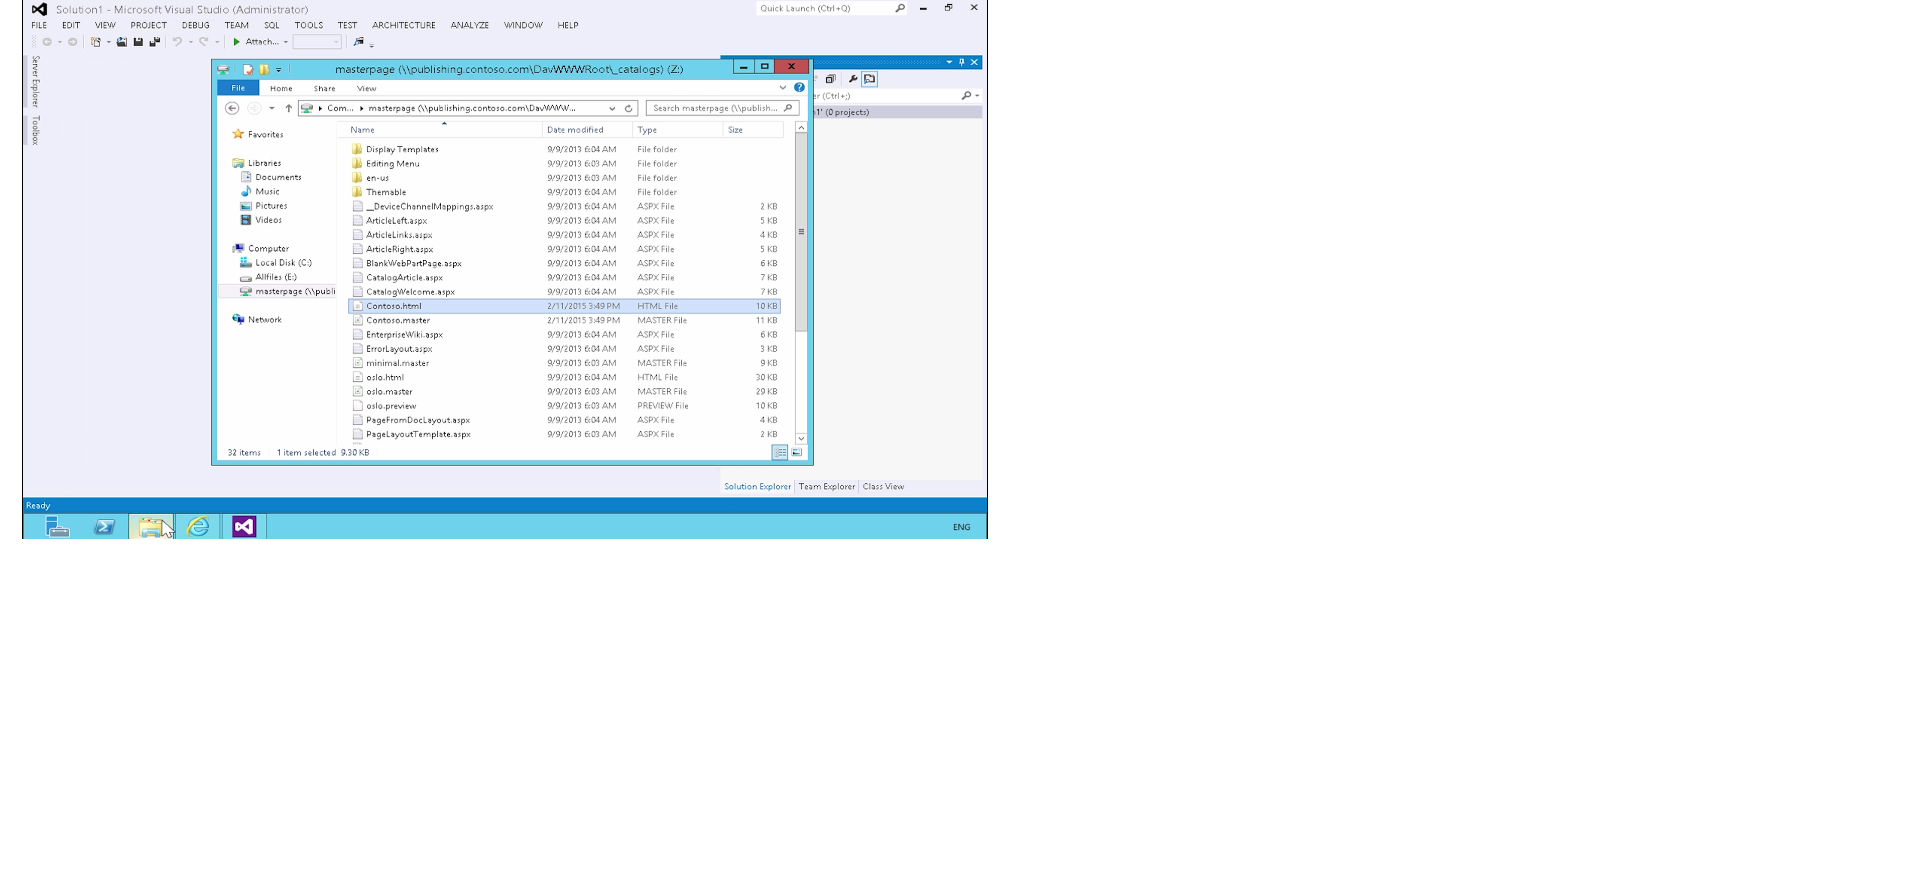 Solution1 - Microsoft Visual Studio (Administrator)
Quick Launch (Ctrl+Q)
FILE EDIT VIEW PROJECT DEBUG TEAM SQL TOOLS TEST ARCHITECTURE ANALYZE WINDOW HELP
Attach...
Server Explorer
Toolbox
masterpage (\\publishing.contoso.com\DavWWWRoot\_catalogs) (Z:)
File Home Share View
Com... masterpage (\\publishing.contoso.com\DavWWW...
Search masterpage (\\publish...
er (Ctrl+;)
n1' (0 projects)
Favorites
Libraries
Documents
Music
Pictures
Videos
Computer
Local Disk (C:)
Allfiles (E:)
masterpage (\\publi
Network
Name Date modified Type Size
Display Templates 9/9/2013 6:04 AM File folder
Editing Menu 9/9/2013 6:03 AM File folder
en-us 9/9/2013 6:03 AM File folder
Themable 9/9/2013 6:04 AM File folder
__DeviceChannelMappings.aspx 9/9/2013 6:04 AM ASPX File 2 KB
ArticleLeft.aspx 9/9/2013 6:04 AM ASPX File 5 KB
ArticleLinks.aspx 9/9/2013 6:04 AM ASPX File 4 KB
ArticleRight.aspx 9/9/2013 6:04 AM ASPX File 5 KB
BlankWebPartPage.aspx 9/9/2013 6:04 AM ASPX File 6 KB
CatalogArticle.aspx 9/9/2013 6:04 AM ASPX File 7 KB
CatalogWelcome.aspx 9/9/2013 6:04 AM ASPX File 7 KB
Contoso.html 2/11/2015 3:49 PM HTML File 10 KB
Contoso.master 2/11/2015 3:49 PM MASTER File 11 KB
EnterpriseWiki.aspx 9/9/2013 6:04 AM ASPX File 6 KB
ErrorLayout.aspx 9/9/2013 6:04 AM ASPX File 3 KB
minimal.master 9/9/2013 6:03 AM MASTER File 9 KB
oslo.html 9/9/2013 6:04 AM HTML File 30 KB
oslo.master 9/9/2013 6:03 AM MASTER File 29 KB
oslo.preview 9/9/2013 6:03 AM PREVIEW File 10 KB
PageFromDocLayout.aspx 9/9/2013 6:04 AM ASPX File 4 KB
PageLayoutTemplate.aspx 9/9/2013 6:03 AM ASPX File 2 KB
32 items 1 item selected 9.30 KB
Solution Explorer Team Explorer Class View
Ready
ENG